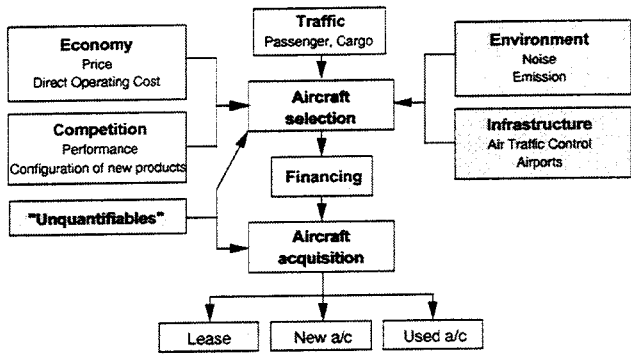 Traffic
Passenger, Cargo
Economy
Price
Direct Operating Cost
Environment
Noise
Emission
Aircraft
selection
Competition
Performance
Configuration of new products
Infrastructure
Air Traffic Control
Airports
Financing
"Unquantifiables"
Aircraft
acquisition
Lease
New a/c
Used a/c